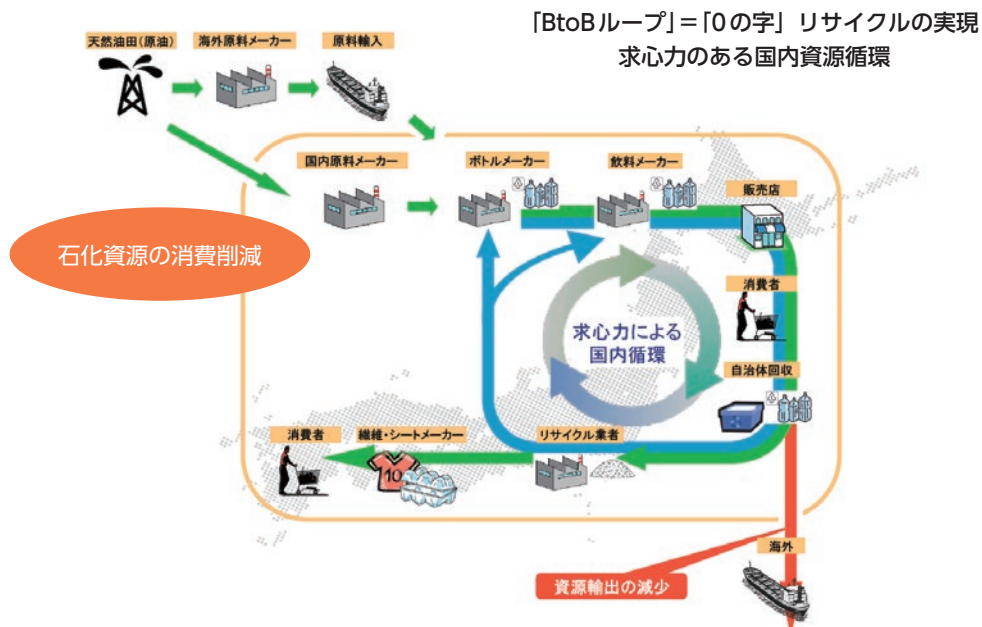 「BtoBループ」＝「0の字」リサイクルの実現
求心力のある国内資源循環
天然油田(原油)
海外原料メーカー
原料輸入
国内原料メーカー
ボトルメーカー
飲料メーカー
販売店
石化資源の消費削減
消費者
求心力による
国内循環
自治体回収
消費者
繊維・シートメーカー
リサイクル業者
10
海外
資源輸出の減少